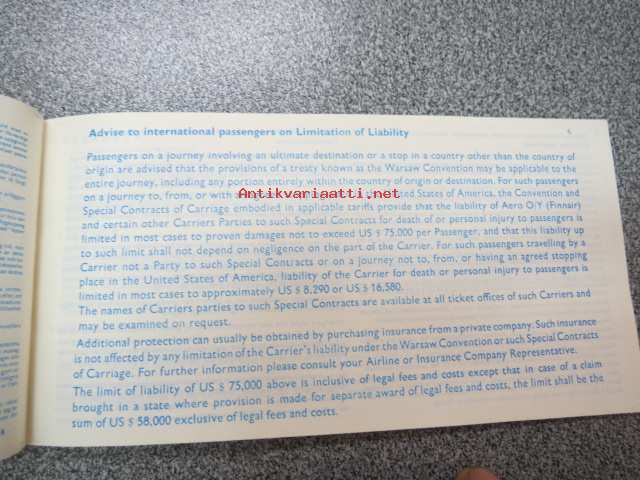 Advise to international passengers on Limitation of Liability
Passengers on a journey involving an ultimate destination or a stop in a country other than the country of
origin are advised that the provisions of a treaty known as the Warsaw Convention may be applicable to the
entire journey, including any portion entirely within the country of origin or destination. For such passengers
on a journey to, from, or with a United States of America, the Convention and
Antikvariaatti.net
Special Contracts of Carriage embodied in applicable tariffs provide that the liability of Aero O/Y (Finnair)
and certain other Carriers Parties to such Special Contracts for death of or personal injury to passengers is
limited in most cases to proven damages not to exceed US $ 75,000 per Passenger, and that this liability up
to such limit shall not depend on negligence on the part of the Carrier. For such passengers travelling by a
Carrier not a Party to such Special Contracts or on a journey not to, from, or having an agreed stopping
place in the United States of America, liability of the Carrier for death or personal injury to passengers is
limited in most cases to approximately US $ 8,290 or US $ 16,580.
The names of Carriers parties to such Special Contracts are available at all ticket offices of such Carriers and
may be examined on request.
Additional protection can usually be obtained by purchasing insurance from a private company. Such insurance
is not affected by any limitation of the Carrier's liability under the Warsaw Convention or such Special Contracts
of Carriage. For further information please consult your Airline or Insurance Company Representative.
The limit of liability of US $ 75,000 above is inclusive of legal fees and costs except that in case of a claim
brought in a state where provision is made for separate award of legal fees and costs, the limit shall be the
sum of US $ 58,000 exclusive of legal fees and costs.